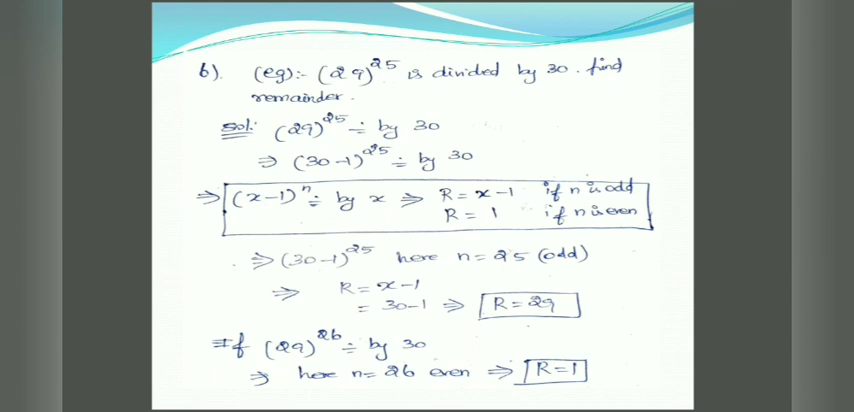 6). (eg):- (29)^25 is divided by 30. find
remainder.
Sol: (29)^25 ÷ by 30
⇒ (30-1)^25 ÷ by 30
⇒ (x-1)^n ÷ by x ⇒ R = x-1 if n is odd
R = 1 if n is even
⇒ (30-1)^25 here n = 25 (odd)
⇒ R = x-1
= 30-1 ⇒ R = 29
If (29)^26 ÷ by 30
⇒ here n = 26 even ⇒ R = 1